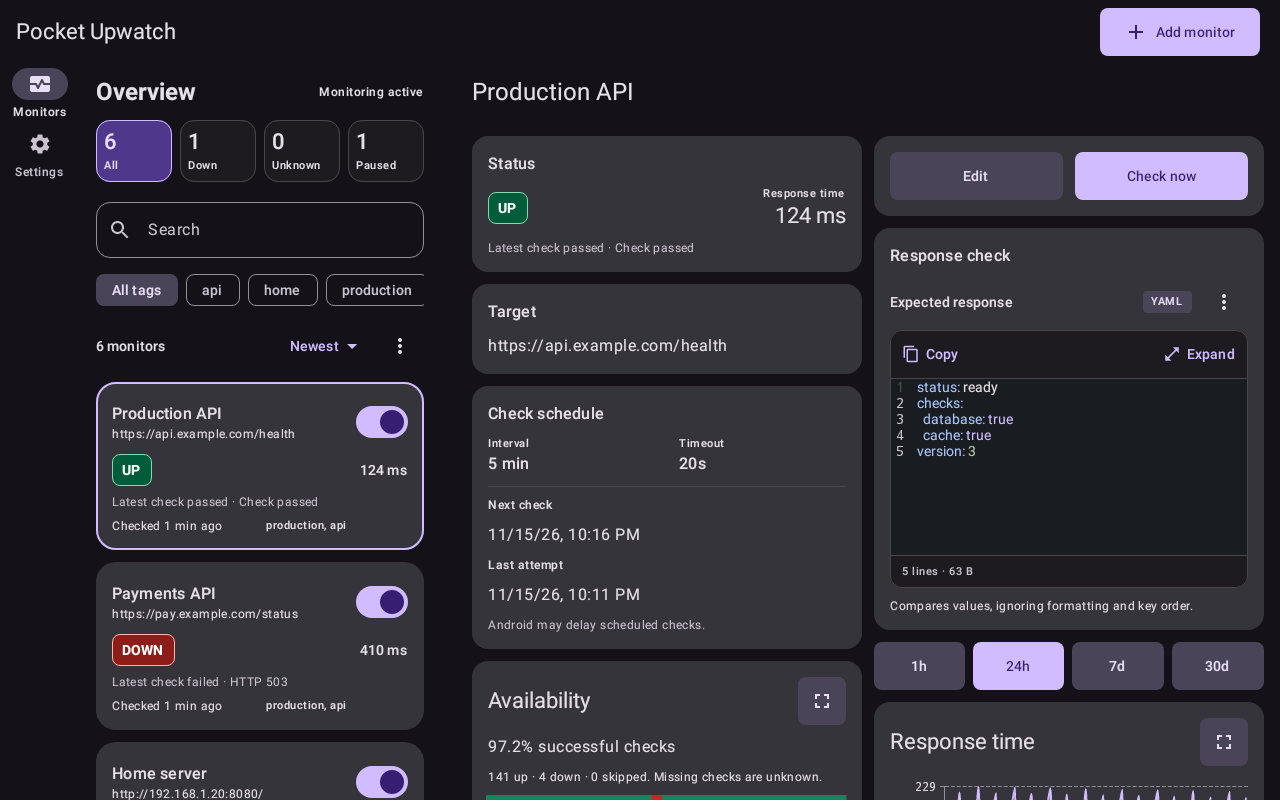 Pocket Upwatch
Add monitor
Monitors
Settings
Overview
Monitoring active
6
All
1
Down
0
Unknown
1
Paused
Search
All tags
api
home
production
6 monitors
Newest
Production API
https://api.example.com/health
UP
124 ms
Latest check passed · Check passed
Checked 1 min ago
production, api
Payments API
https://pay.example.com/status
DOWN
410 ms
Latest check failed · HTTP 503
Checked 1 min ago
production, api
Home server
http://192.168.1.20:8080/
Production API
Status
UP
Response time
124 ms
Latest check passed · Check passed
Target
https://api.example.com/health
Check schedule
Interval
5 min
Timeout
20s
Next check
11/15/26, 10:16 PM
Last attempt
11/15/26, 10:11 PM
Android may delay scheduled checks.
Availability
97.2% successful checks
141 up · 4 down · 0 skipped. Missing checks are unknown.
Edit
Check now
Response check
Expected response
YAML
Copy
Expand
1 status: ready
2 checks:
3 database: true
4 cache: true
5 version: 3
5 lines · 63 B
Compares values, ignoring formatting and key order.
1h
24h
7d
30d
Response time
229